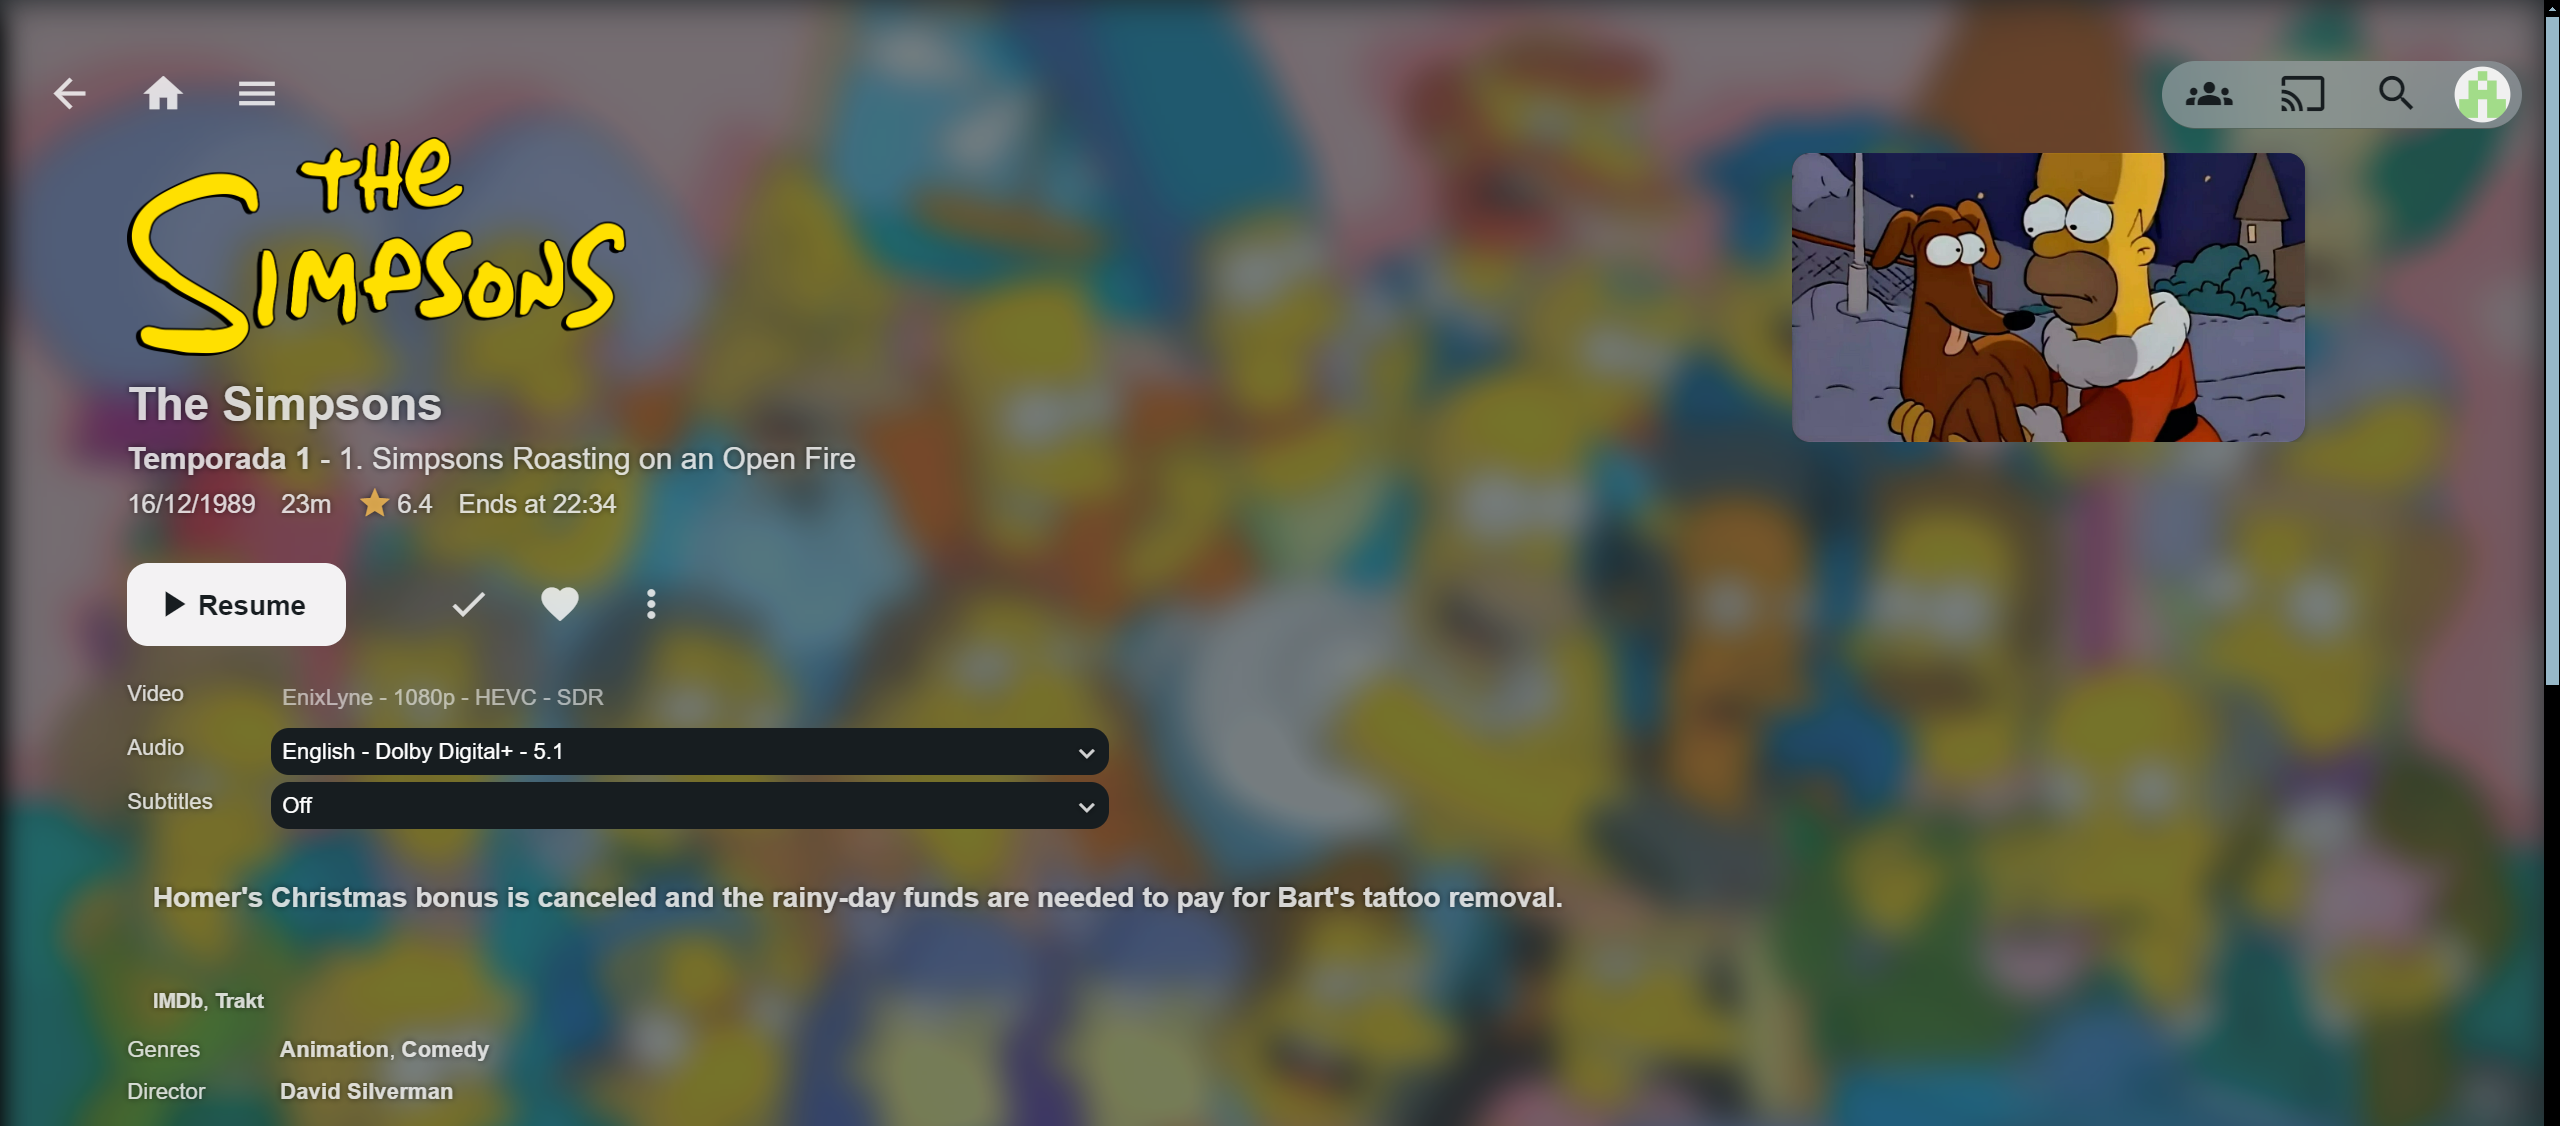 THE
SIMPSONS
The Simpsons
Temporada 1 - 1. Simpsons Roasting on an Open Fire
16/12/1989 23m 6.4 Ends at 22:34
Resume
Video EnixLyne - 1080p - HEVC - SDR
Audio English - Dolby Digital+ - 5.1
Subtitles Off
Homer's Christmas bonus is canceled and the rainy-day funds are needed to pay for Bart's tattoo removal.
IMDb, Trakt
Genres Animation, Comedy
Director David Silverman